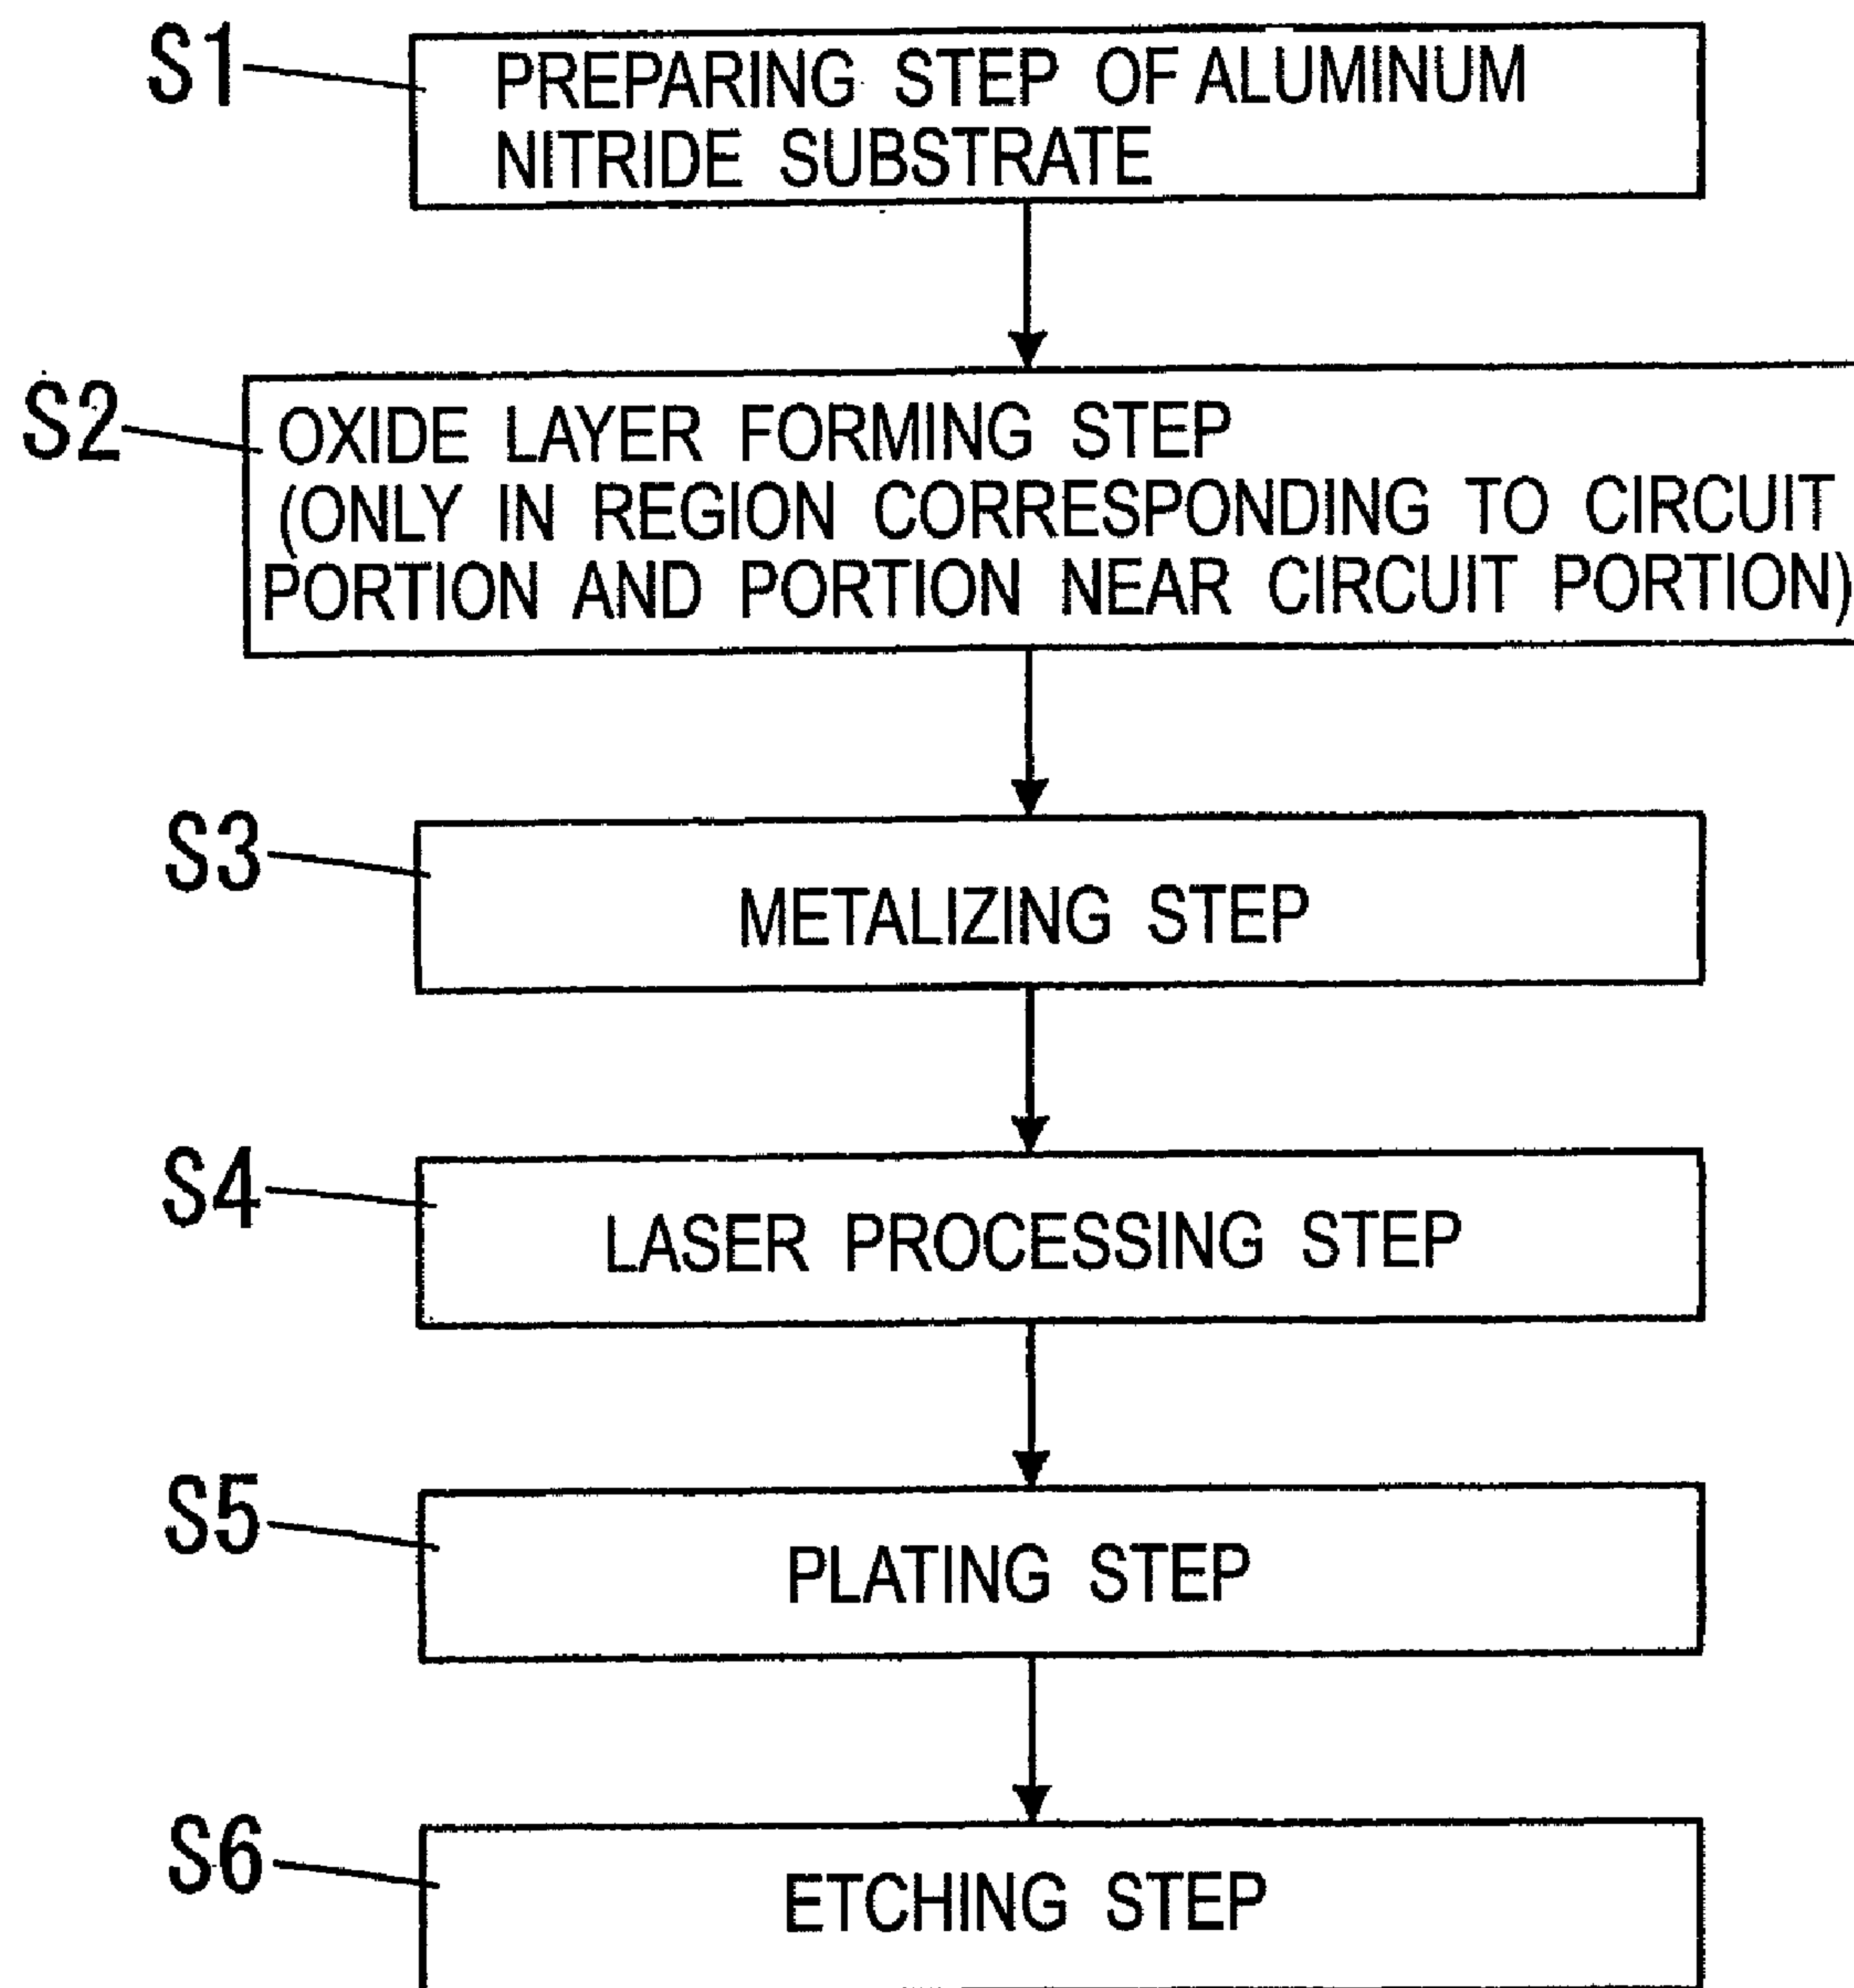 S1
PREPARING STEP OF ALUMINUM
NITRIDE SUBSTRATE
S2
OXIDE LAYER FORMING STEP
(ONLY IN REGION CORRESPONDING TO CIRCUIT
PORTION AND PORTION NEAR CIRCUIT PORTION)
S3
METALIZING STEP
S4
LASER PROCESSING STEP
S5
PLATING STEP
S6
ETCHING STEP